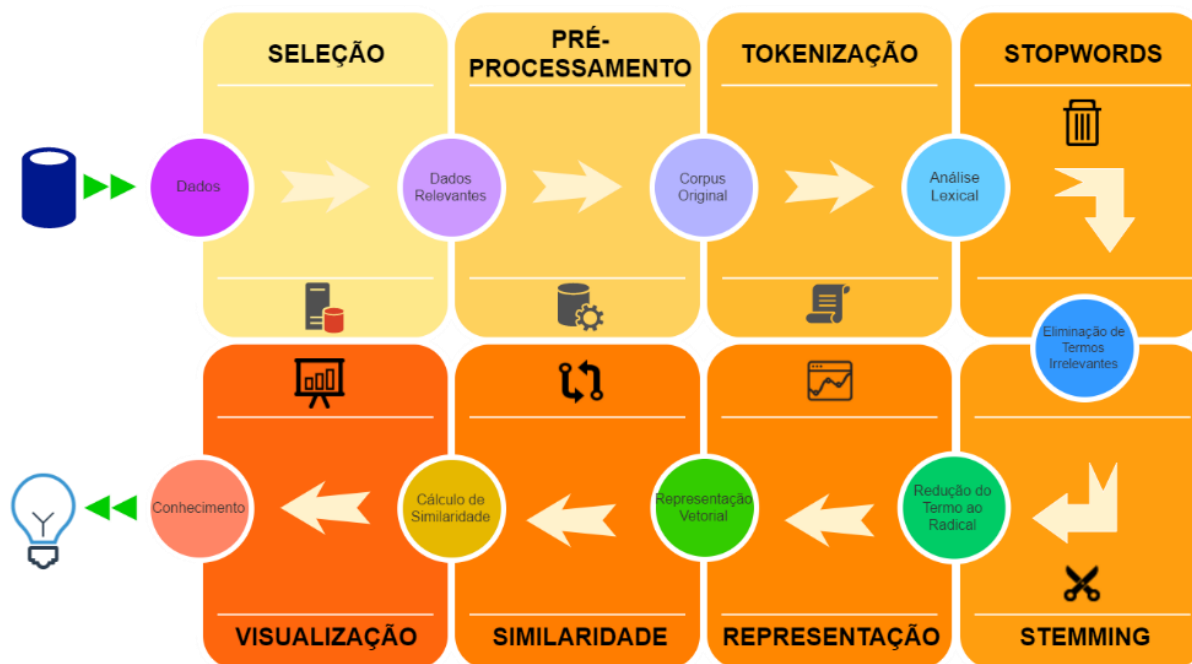 SELEÇÃO
PRÉ-
PROCESSAMENTO
TOKENIZAÇÃO
STOPWORDS
Dados
Dados
Relevantes
Corpus
Original
Análise
Lexical
Eliminação de
Termos
Irrelevantes
Conhecimento
Cálculo de
Similaridade
Representação
Vetorial
Redução do
Termo ao
Radical
VISUALIZAÇÃO
SIMILARIDADE
REPRESENTAÇÃO
STEMMING